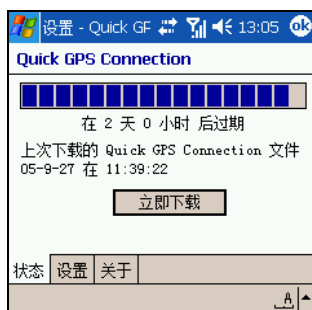 设置 - Quick GF 13:05 ok
Quick GPS Connection
在 2 天 0 小时 后过期
上次下载的 Quick GPS Connection 文件
05-9-27 在 11:39:22
立即下载
状态 设置 关于
A